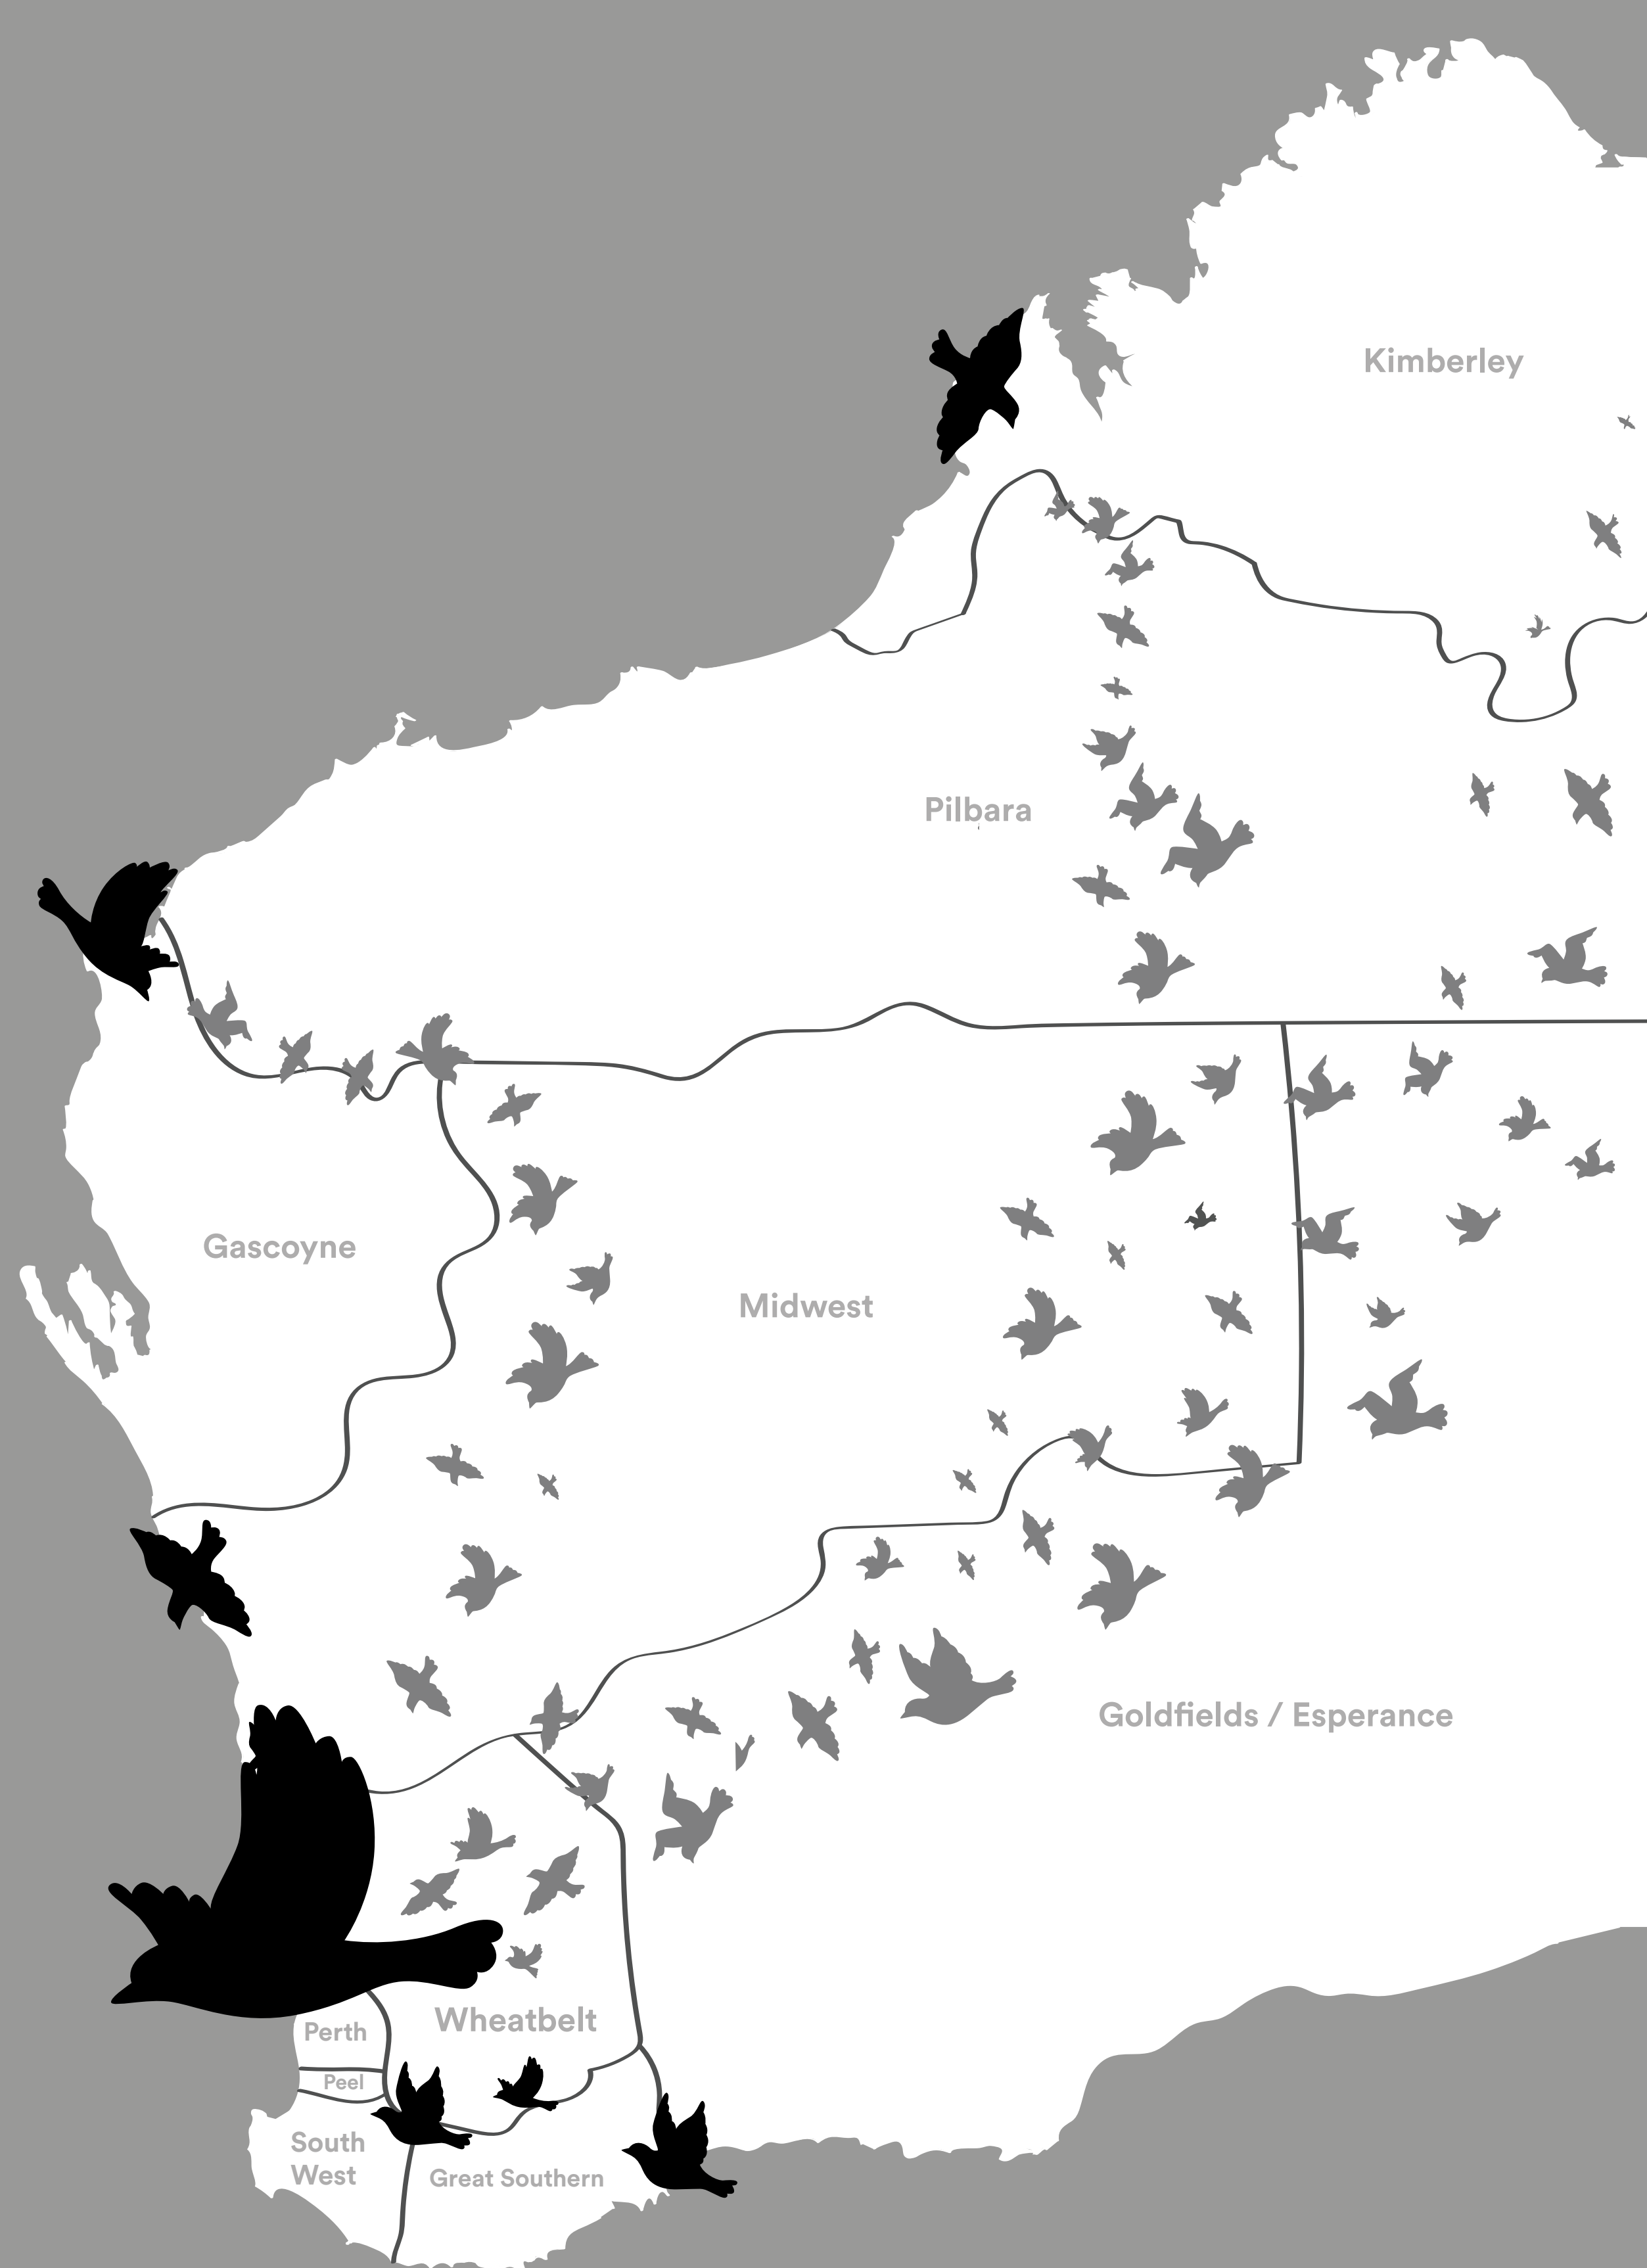 Kimberley
Pilbara
Gascoyne
Midwest
Goldfields / Esperance
Wheatbelt
Perth
Peel
South
West
Great Southern